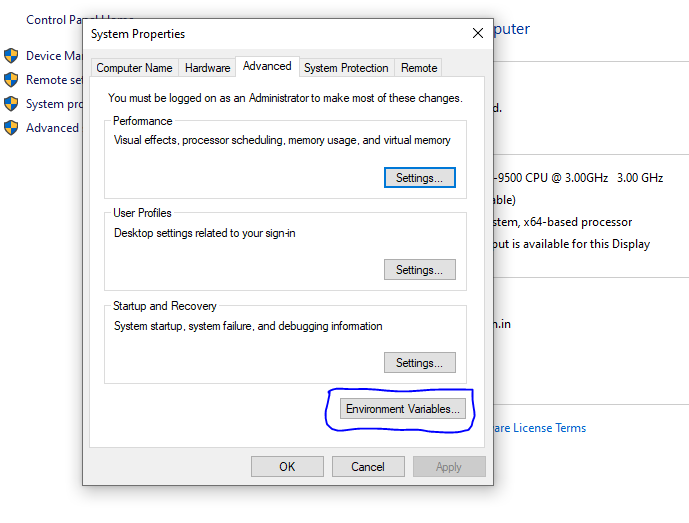 Control Panel Home
Device Ma
Remote set
System pro
Advanced
System Properties
Computer Name
Hardware
Advanced
System Protection
Remote
You must be logged on as an Administrator to make most of these changes.
Performance
Visual effects, processor scheduling, memory usage, and virtual memory
Settings...
User Profiles
Desktop settings related to your sign-in
Settings...
Startup and Recovery
System startup, system failure, and debugging information
Settings...
Environment Variables...
OK
Cancel
Apply
puter
d.
-9500 CPU @ 3.00GHz 3.00 GHz
able)
stem, x64-based processor
put is available for this Display
n.in
are License Terms